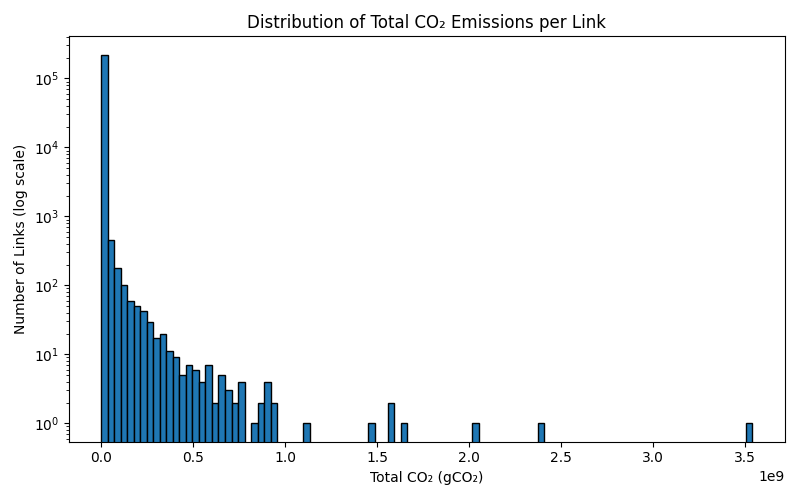 Distribution of Total CO₂ Emissions per Link
Number of Links (log scale)
10⁵
10⁴
10³
10²
10¹
10⁰
0.0 0.5 1.0 1.5 2.0 2.5 3.0 3.5
1e9
Total CO₂ (gCO₂)